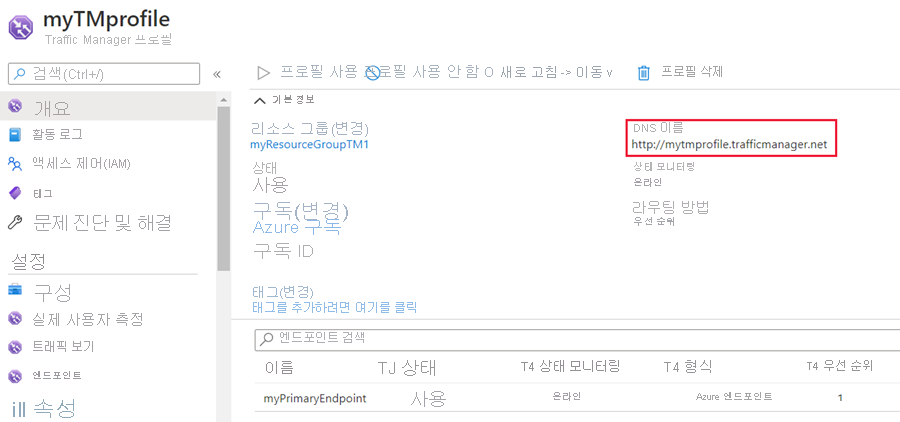 myTMprofile
Traffic Manager 프로필
검색(Ctrl+/)
«
개요
활동 로그
액세스 제어(IAM)
태그
문제 진단 및 해결
설정
구성
실제 사용자 측정
트래픽 보기
엔드포인트
ill 속성
프로필 사용 프로필 사용 안 함 O 새로 고침 -> 이동 v 프로필 삭제
기본 정보
리소스 그룹(변경)
myResourceGroupTM1
상태
사용
구독(변경)
Azure 구독
구독 ID
태그(변경)
태그를 추가하려면 여기를 클릭
DNS 이름
http://mytmprofile.trafficmanager.net
상태 모니터링
온라인
라우팅 방법
우선 순위
엔드포인트 검색
이름 TJ 상태 T4 상태 모니터링 T4 형식 T4 우선 순위
myPrimaryEndpoint 사용 온라인 Azure 엔드포인트 1